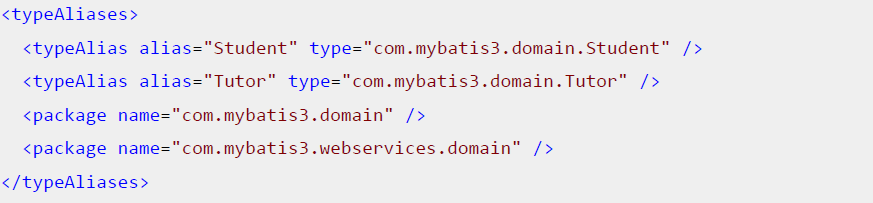 <typeAliases>
<typeAlias alias="Student" type="com.mybatis3.domain.Student" />
<typeAlias alias="Tutor" type="com.mybatis3.domain.Tutor" />
<package name="com.mybatis3.domain" />
<package name="com.mybatis3.webservices.domain" />
</typeAliases>